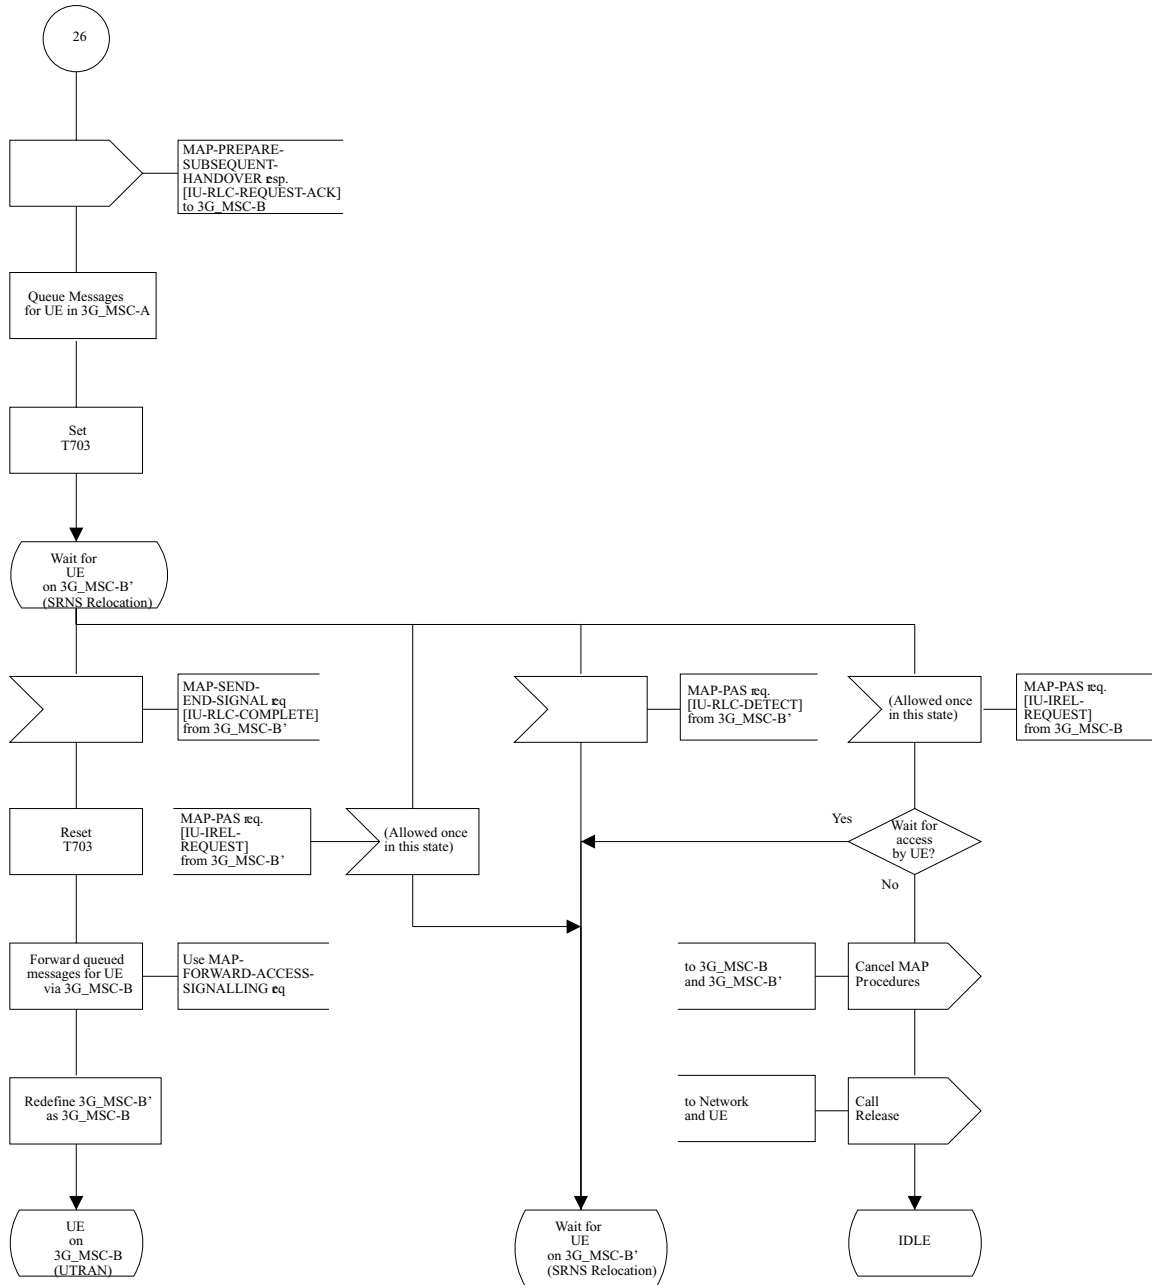 26
MAP-PREPARE-
SUBSEQUENT-
HANDOVER resp.
[IU-RLC-REQUEST-ACK]
to 3G_MSC-B
Queue Messages
for UE in 3G_MSC-A
Set
T703
Wait for
UE
on 3G_MSC-B’
(SRNS Relocation)
MAP-SEND-
END-SIGNAL req
[IU-RLC-COMPLETE]
from 3G_MSC-B’
MAP-PAS req.
[IU-RLC-DETECT]
from 3G_MSC-B’
(Allowed once
in this state)
MAP-PAS req.
[IU-IREL-
REQUEST]
from 3G_MSC-B
Reset
T703
MAP-PAS req.
[IU-IREL-
REQUEST]
from 3G_MSC-B’
(Allowed once
in this state)
Yes
Wait for
access
by UE?
No
Forward queued
messages for UE
via 3G_MSC-B
Use MAP-
FORWARD-ACCESS-
SIGNALLING req
to 3G_MSC-B
and 3G_MSC-B’
Cancel MAP
Procedures
Redefine 3G_MSC-B’
as 3G_MSC-B
to Network
and UE
Call
Release
UE
on
3G_MSC-B
(UTRAN)
Wait for
UE
on 3G_MSC-B’
(SRNS Relocation)
IDLE